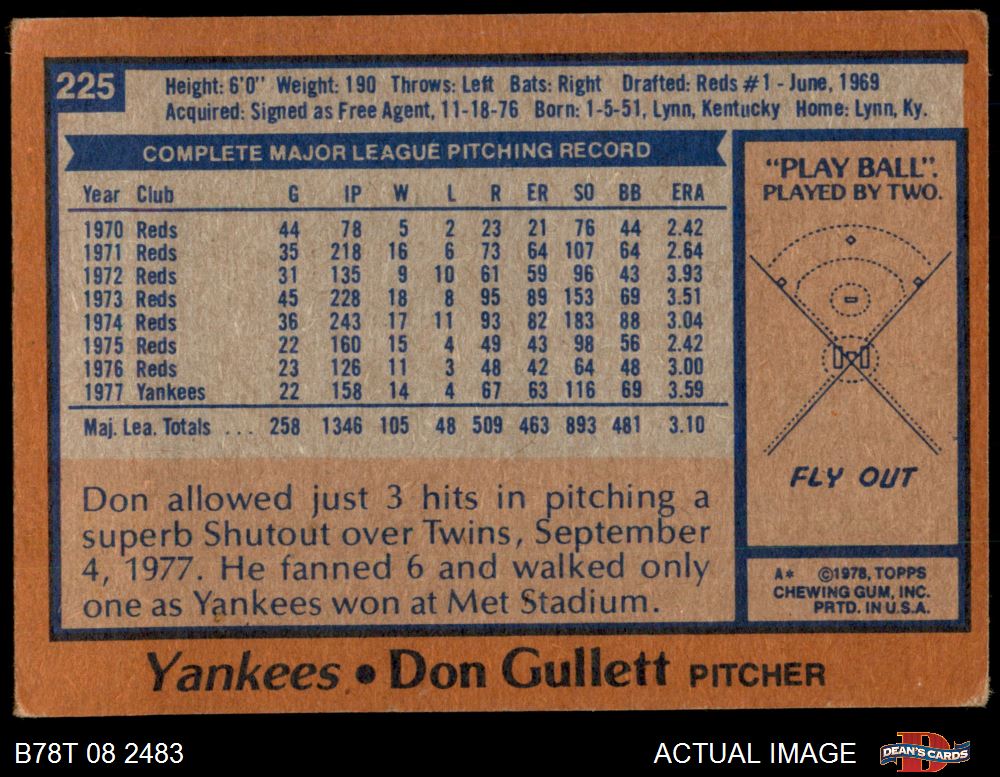 225
Height: 6'0" Weight: 190 Throws: Left Bats: Right Drafted: Reds #1 - June, 1969
Acquired: Signed as Free Agent, 11-18-76 Born: 1-5-51, Lynn, Kentucky Home: Lynn, Ky.
COMPLETE MAJOR LEAGUE PITCHING RECORD
Year Club G IP W L R ER SO BB ERA
1970 Reds 44 78 5 2 23 21 76 44 2.42
1971 Reds 35 218 16 6 73 64 107 64 2.64
1972 Reds 31 135 9 10 61 59 96 43 3.93
1973 Reds 45 228 18 8 95 89 153 69 3.51
1974 Reds 36 243 17 11 93 82 183 88 3.04
1975 Reds 22 160 15 4 49 43 98 56 2.42
1976 Reds 23 126 11 3 48 42 64 48 3.00
1977 Yankees 22 158 14 4 67 63 116 69 3.59
Maj. Lea. Totals ... 258 1346 105 48 509 463 893 481 3.10
Don allowed just 3 hits in pitching a
superb Shutout over Twins, September
4, 1977. He fanned 6 and walked only
one as Yankees won at Met Stadium.
"PLAY BALL".
PLAYED BY TWO.
FLY OUT
A* ©1978, TOPPS
CHEWING GUM, INC.
PRTD. IN U.S.A.
Yankees • Don Gullett PITCHER
B78T 08 2483
ACTUAL IMAGE
DEAN'S CARDS